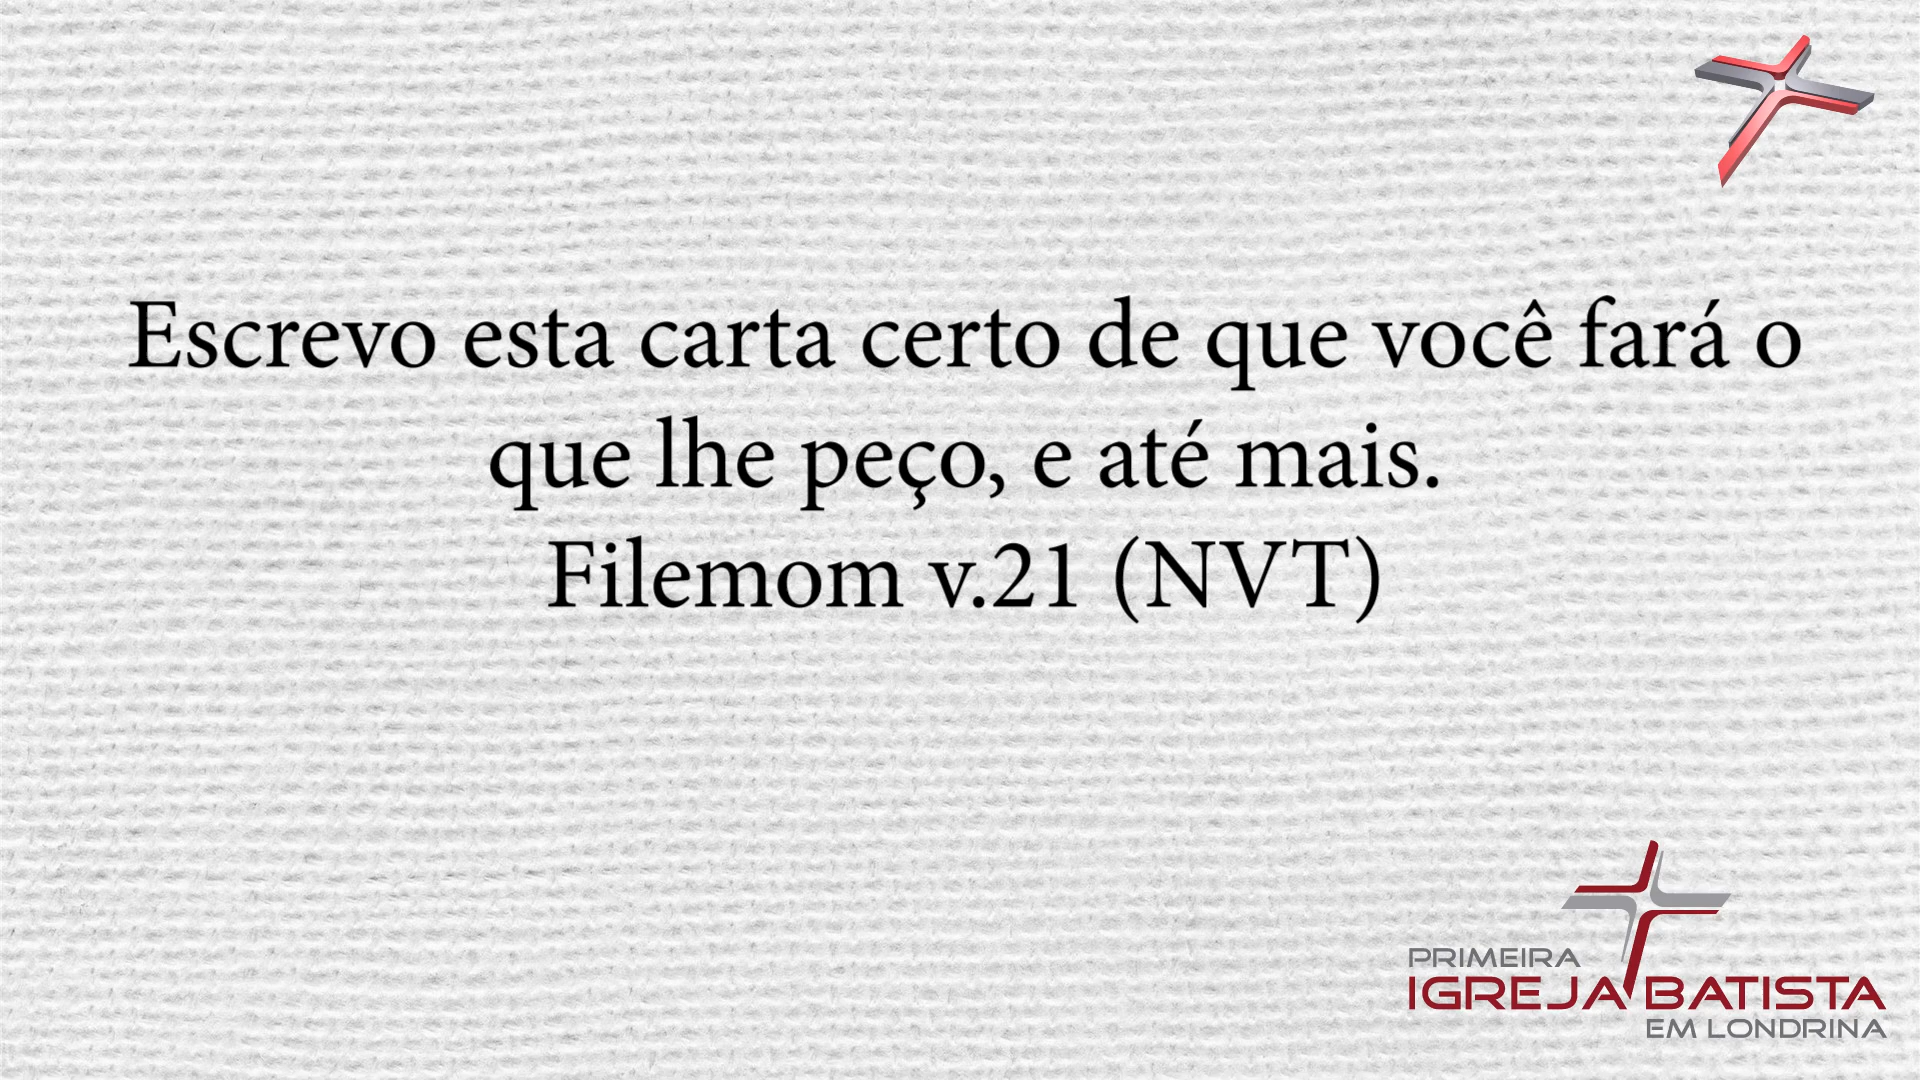 Escrevo esta carta certo de que você fará o
que lhe peço, e até mais.
Filemom v.21 (NVT)
PRIMEIRA
IGREJA BATISTA
EM LONDRINA